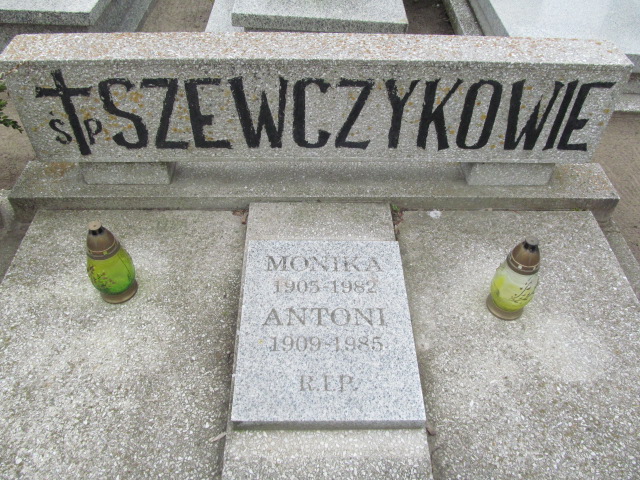 ŚP SZEWCZYKOWIE
MONIKA
1905-1982
ANTONI
1909-1985
R.I.P.